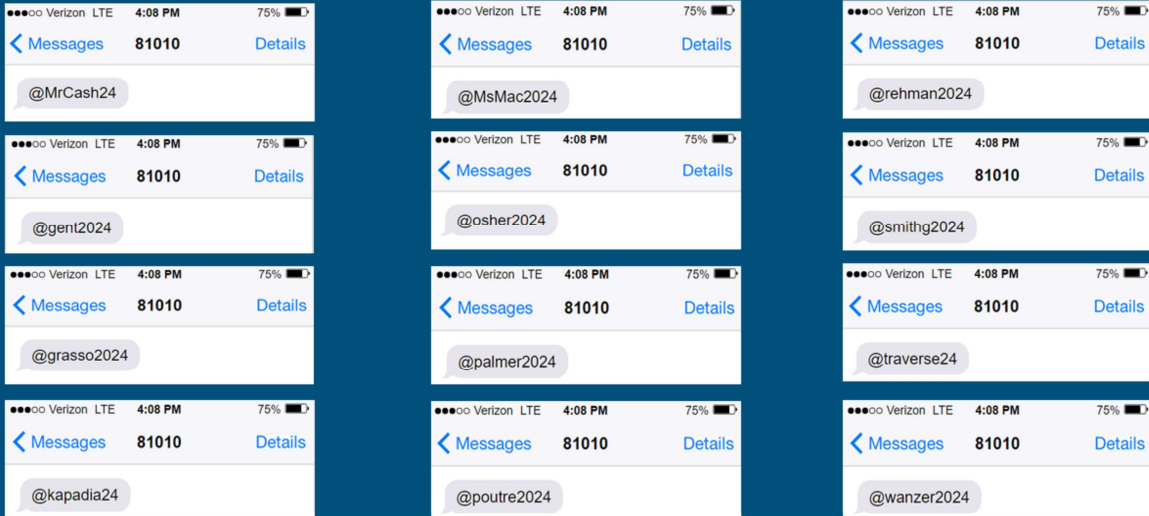 ●●●○○ Verizon LTE 4:08 PM 75%
Messages 81010 Details
@MrCash24
●●●○○ Verizon LTE 4:08 PM 75%
Messages 81010 Details
@MsMac2024
●●●○○ Verizon LTE 4:08 PM 75%
Messages 81010 Details
@rehman2024
●●●○○ Verizon LTE 4:08 PM 75%
Messages 81010 Details
@gent2024
●●●○○ Verizon LTE 4:08 PM 75%
Messages 81010 Details
@osher2024
●●●○○ Verizon LTE 4:08 PM 75%
Messages 81010 Details
@smithg2024
●●●○○ Verizon LTE 4:08 PM 75%
Messages 81010 Details
@grasso2024
●●●○○ Verizon LTE 4:08 PM 75%
Messages 81010 Details
@palmer2024
●●●○○ Verizon LTE 4:08 PM 75%
Messages 81010 Details
@traverse24
●●●○○ Verizon LTE 4:08 PM 75%
Messages 81010 Details
@kapadia24
●●●○○ Verizon LTE 4:08 PM 75%
Messages 81010 Details
@poutre2024
●●●○○ Verizon LTE 4:08 PM 75%
Messages 81010 Details
@wanzer2024